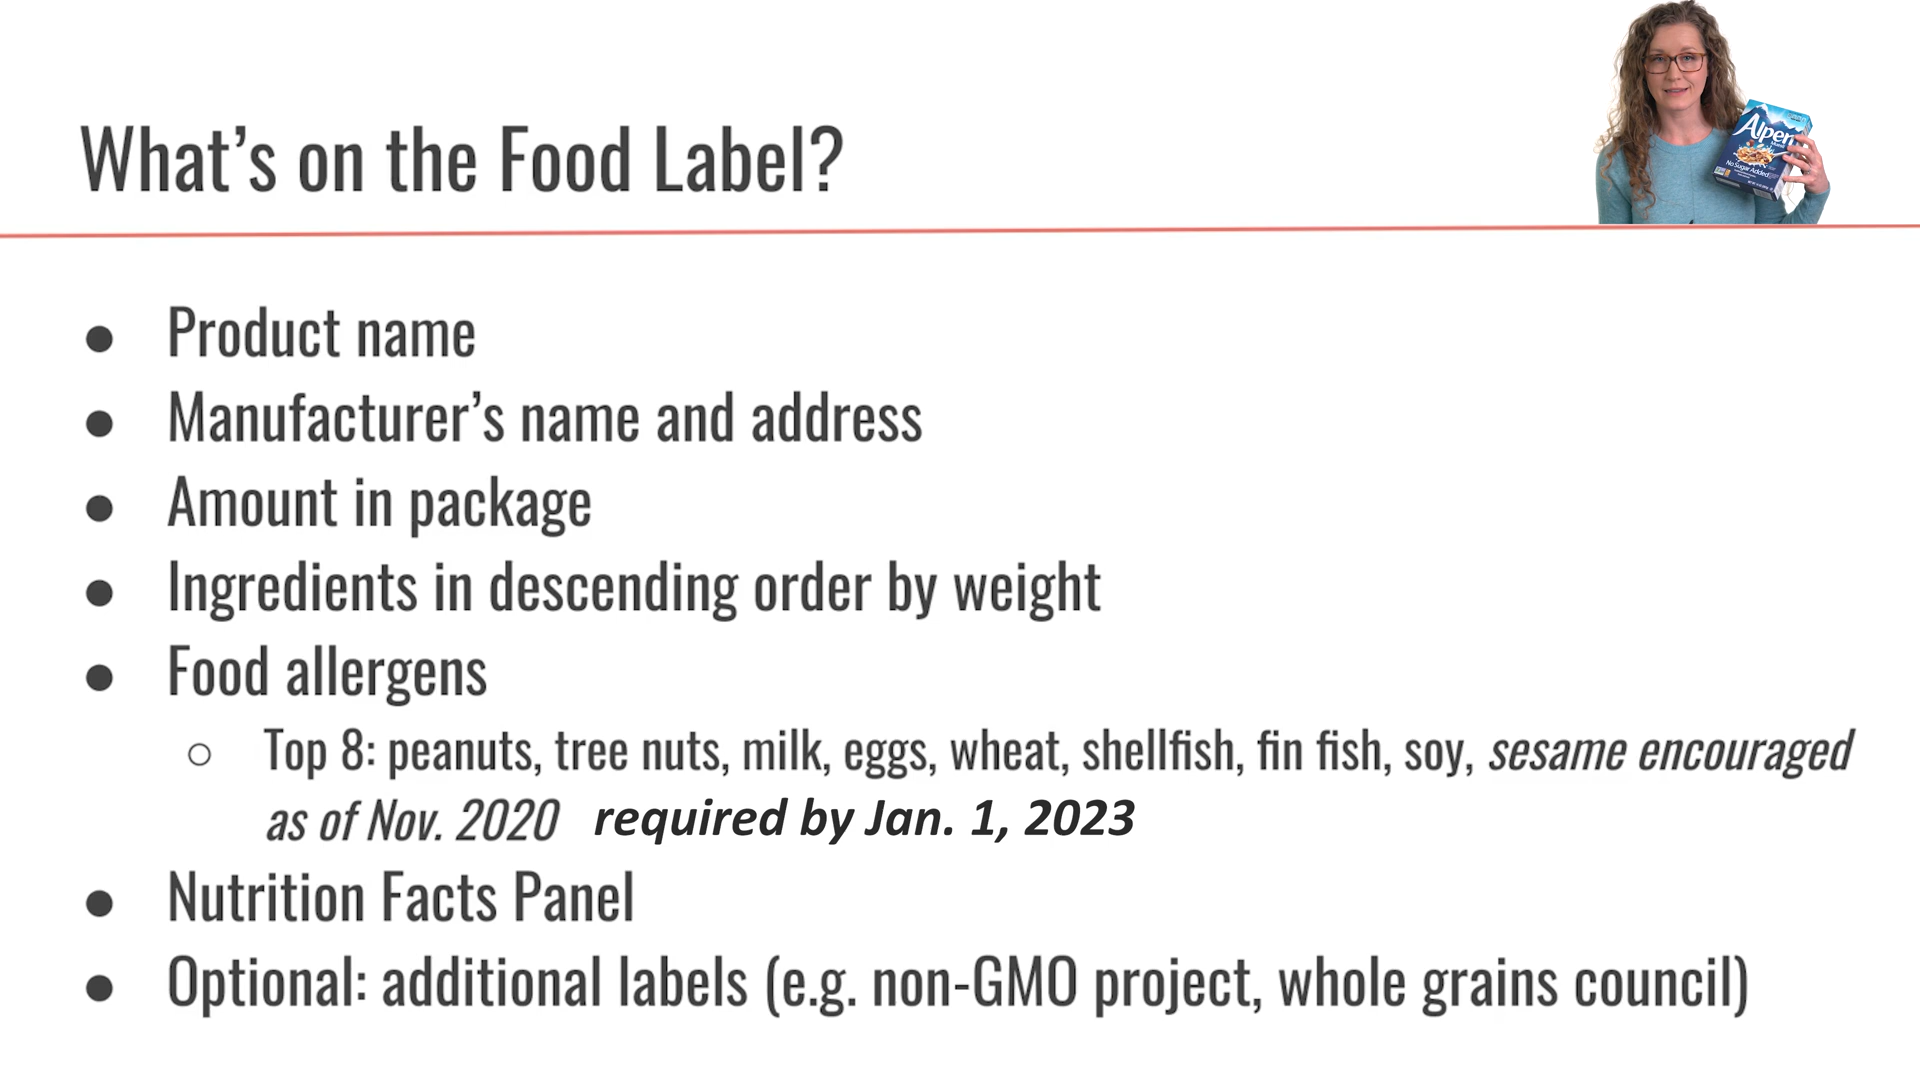 What's on the Food Label?
Alpen
No Sugar Added
● Product name
● Manufacturer's name and address
● Amount in package
● Ingredients in descending order by weight
● Food allergens
○ Top 8: peanuts, tree nuts, milk, eggs, wheat, shellfish, fin fish, soy, sesame encouraged
as of Nov. 2020 required by Jan. 1, 2023
● Nutrition Facts Panel
● Optional: additional labels (e.g. non-GMO project, whole grains council)